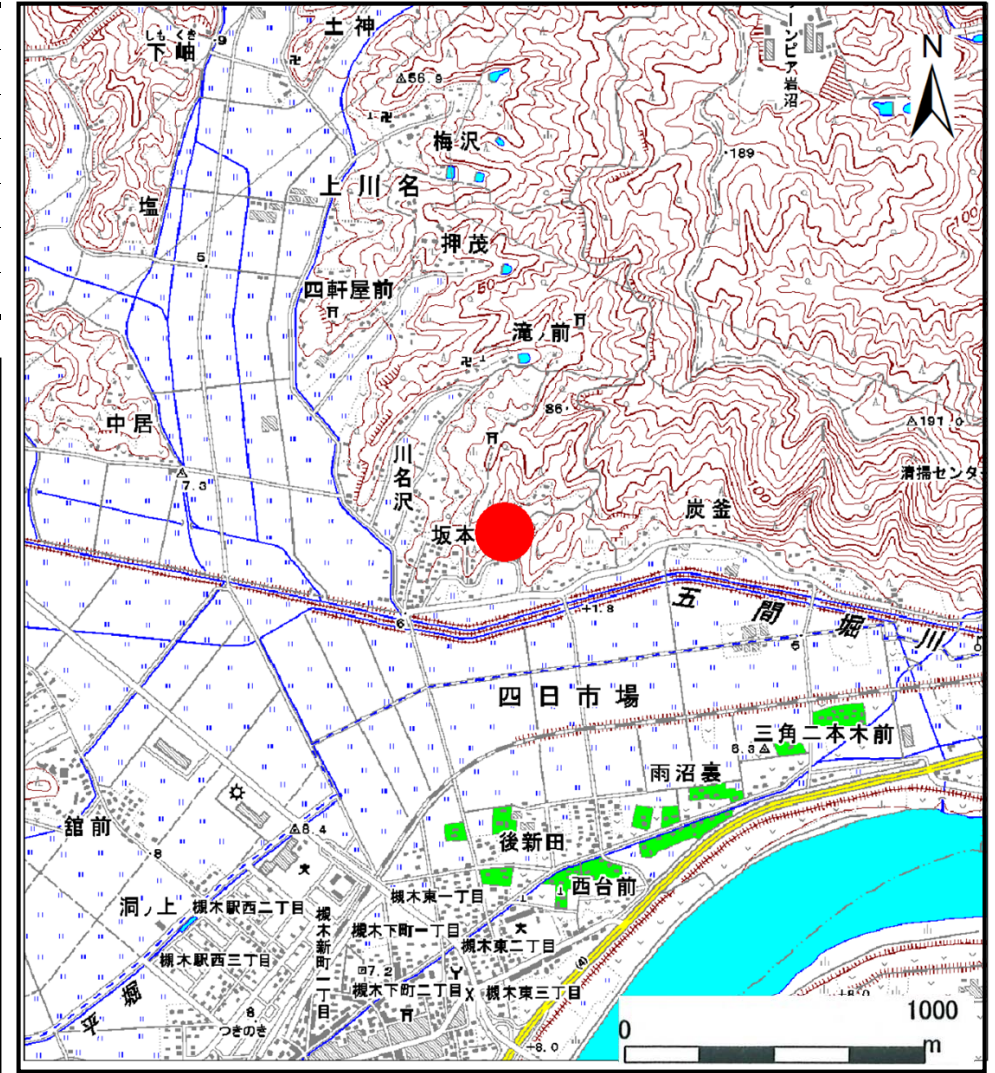 土神
しも くき
下岫
9
56.9
ーンピア岩沼
N
梅沢
189
上川名
塩
押茂
100
5
50
四軒屋前
滝ノ前
86
中居
191.0
川名沢
清掃センタ
7.3
100
炭釜
坂本
五間堀川
6
+1.8
6
四日市場
三角二本木前
6.3
雨沼裏
舘前
8.4
後新田
8
西台前
槻木東一丁目
洞ノ上
槻木駅西二丁目
槻木新町一丁目
槻木下町一丁目
槻木東二丁目
槻木駅西三丁目
7.2
槻木下町二丁目
槻木東三丁目
(4)
平堀
8
つきのき
+8.0
+8.0
0
1000
m